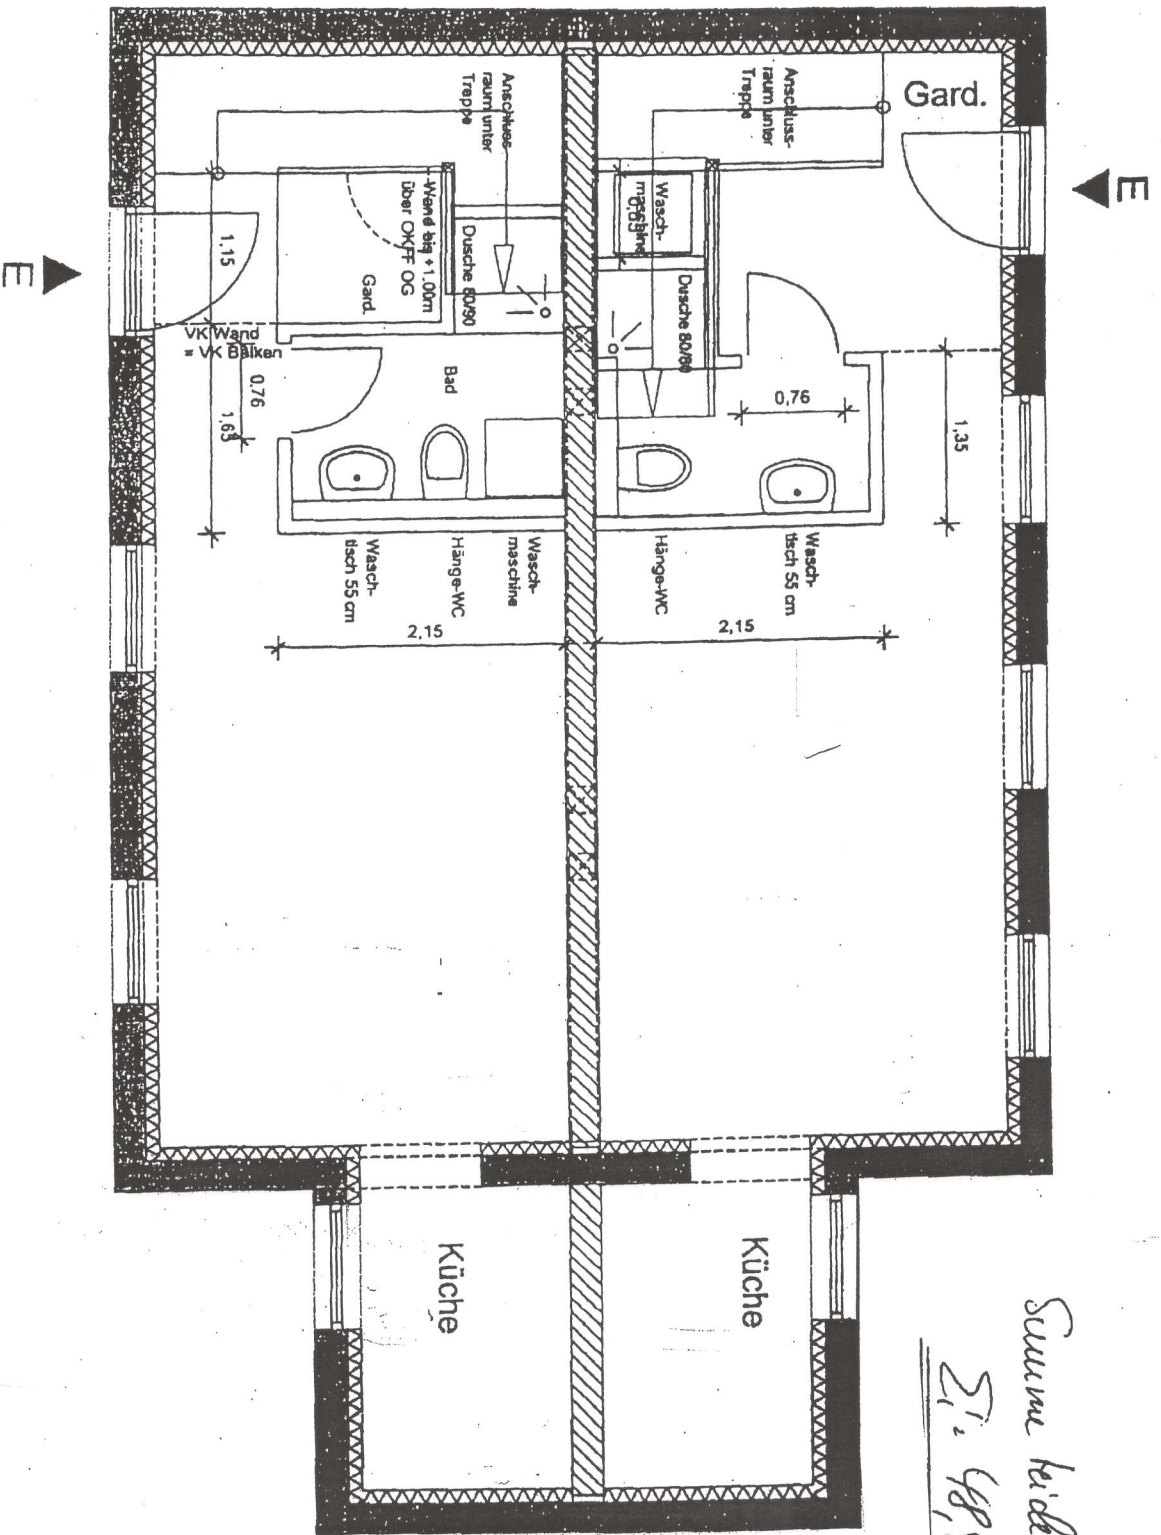 E
Gard.
Anschluss-
raum unter
Treppe
Wasch-
maschine
Dusche 80/80
0,76
1,35
Wasch-
tisch 55 cm
Hänge-WC
2,15
Anschluss-
raum unter
Treppe
Wand bis + 1.00m
über OKFF OG
Dusche 80/90
Gard.
1,15
E
VK Wand
= VK Balken
0,76
1,63
Bad
Wasch-
maschine
Hänge-WC
Wasch-
tisch 55 cm
2,15
Küche
Küche
Summe